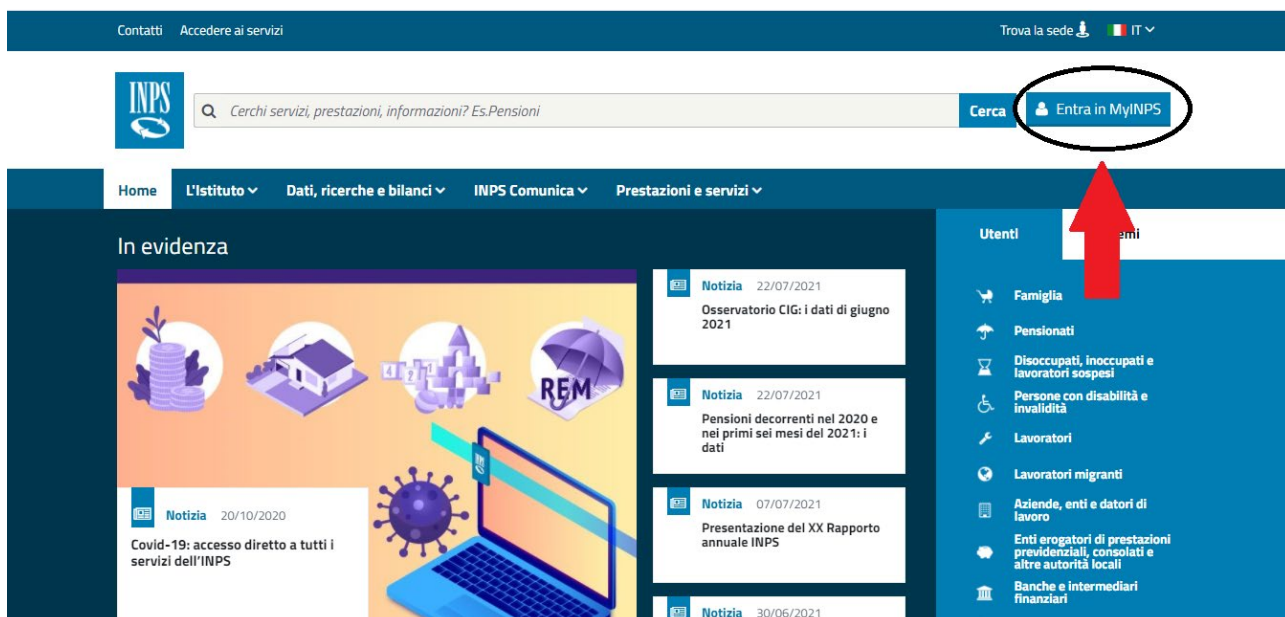 Contatti Accedere ai servizi
Trova la sede IT
INPS
Cerchi servizi, prestazioni, informazioni? Es.Pensioni
Cerca
Entra in MyINPS
Home L'Istituto Dati, ricerche e bilanci INPS Comunica Prestazioni e servizi
In evidenza
REM
Notizia 20/10/2020
Covid-19: accesso diretto a tutti i
servizi dell'INPS
Notizia 22/07/2021
Osservatorio CIG: i dati di giugno
2021
Notizia 22/07/2021
Pensioni decorrenti nel 2020 e
nei primi sei mesi del 2021: i
dati
Notizia 07/07/2021
Presentazione del XX Rapporto
annuale INPS
Notizia 30/06/2021
Utenti
Famiglia
Pensionati
Disoccupati, inoccupati e
lavoratori sospesi
Persone con disabilità e
invalidità
Lavoratori
Lavoratori migranti
Aziende, enti e datori di
lavoro
Enti erogatori di prestazioni
previdenziali, consolati e
altre autorità locali
Banche e intermediari
finanziari